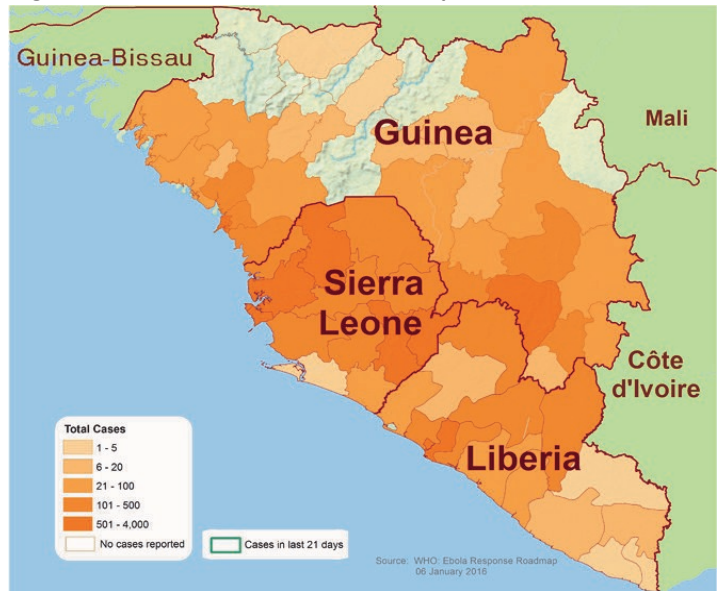 Guinea-Bissau
Mali
Guinea
Sierra
Leone
Côte
d'Ivoire
Liberia
Total Cases
1 - 5
6 - 20
21 - 100
101 - 500
501 - 4,000
No cases reported
Cases in last 21 days
Source: WHO: Ebola Response Roadmap
06 January 2016